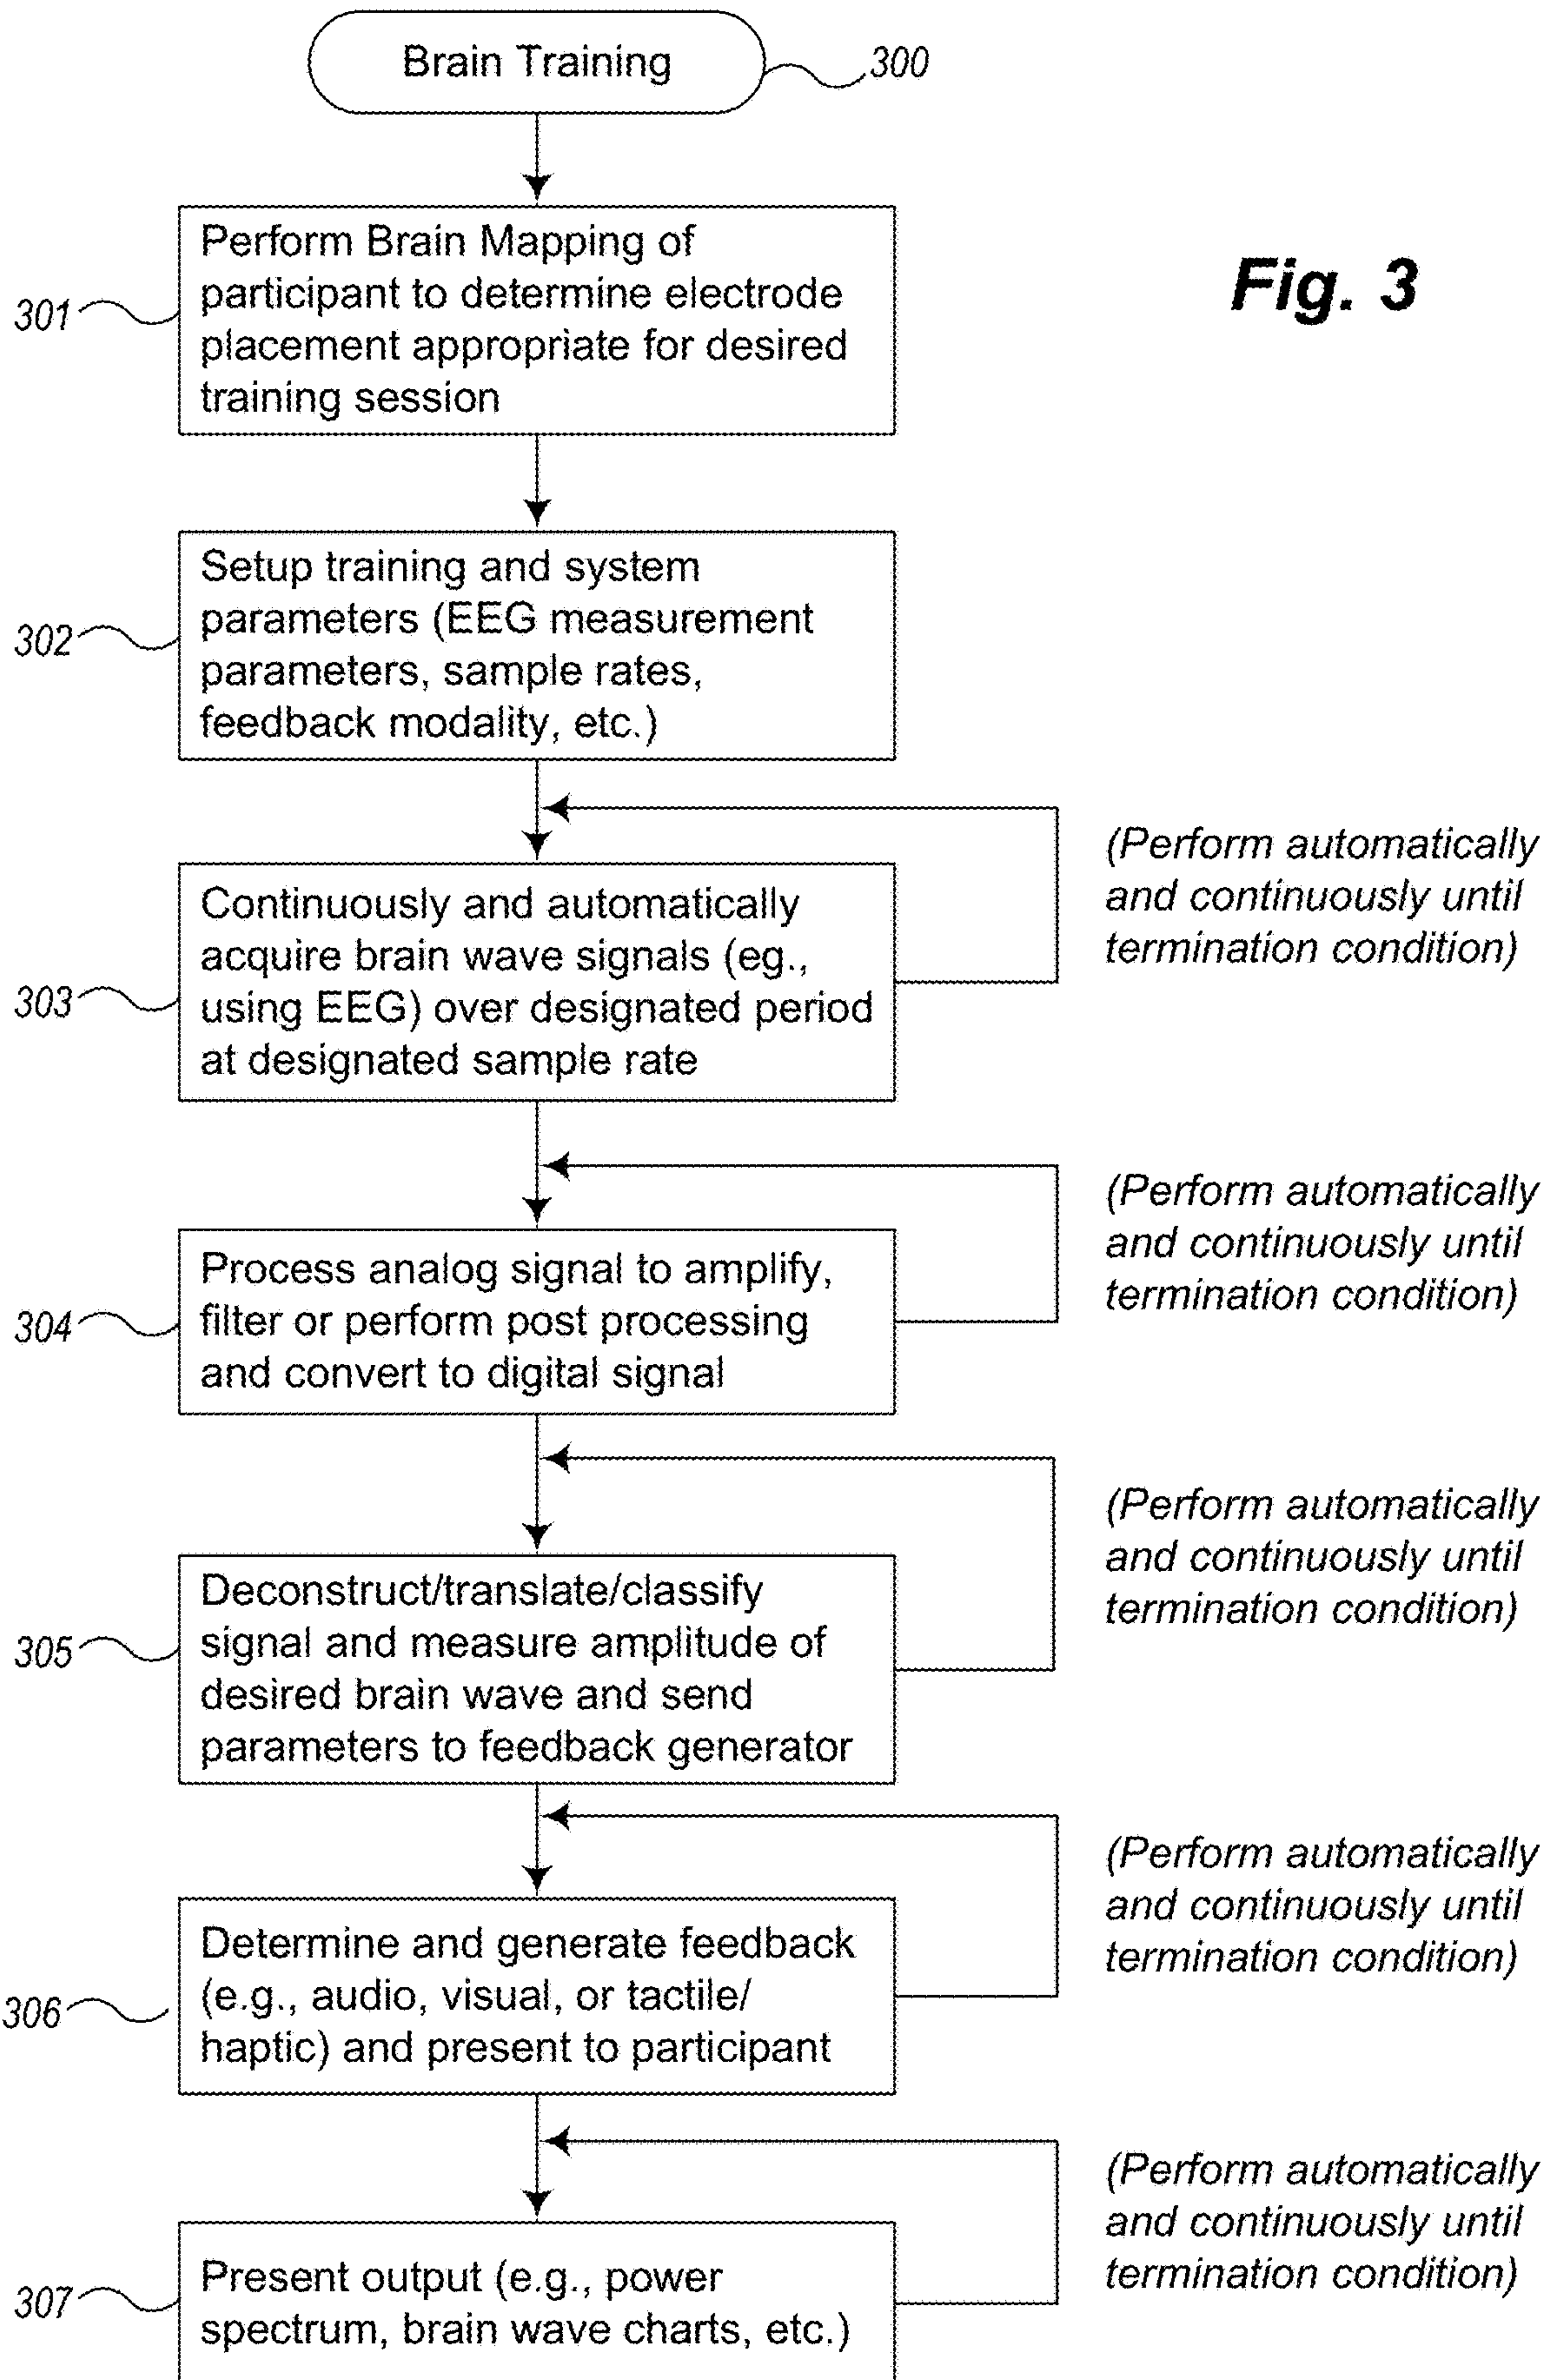 Brain Training
300
Fig. 3
301
Perform Brain Mapping of
participant to determine electrode
placement appropriate for desired
training session
302
Setup training and system
parameters (EEG measurement
parameters, sample rates,
feedback modality, etc.)
(Perform automatically
and continuously until
termination condition)
303
Continuously and automatically
acquire brain wave signals (eg.,
using EEG) over designated period
at designated sample rate
(Perform automatically
and continuously until
termination condition)
304
Process analog signal to amplify,
filter or perform post processing
and convert to digital signal
(Perform automatically
and continuously until
termination condition)
305
Deconstruct/translate/classify
signal and measure amplitude of
desired brain wave and send
parameters to feedback generator
(Perform automatically
and continuously until
termination condition)
306
Determine and generate feedback
(e.g., audio, visual, or tactile/
haptic) and present to participant
(Perform automatically
and continuously until
termination condition)
307
Present output (e.g., power
spectrum, brain wave charts, etc.)